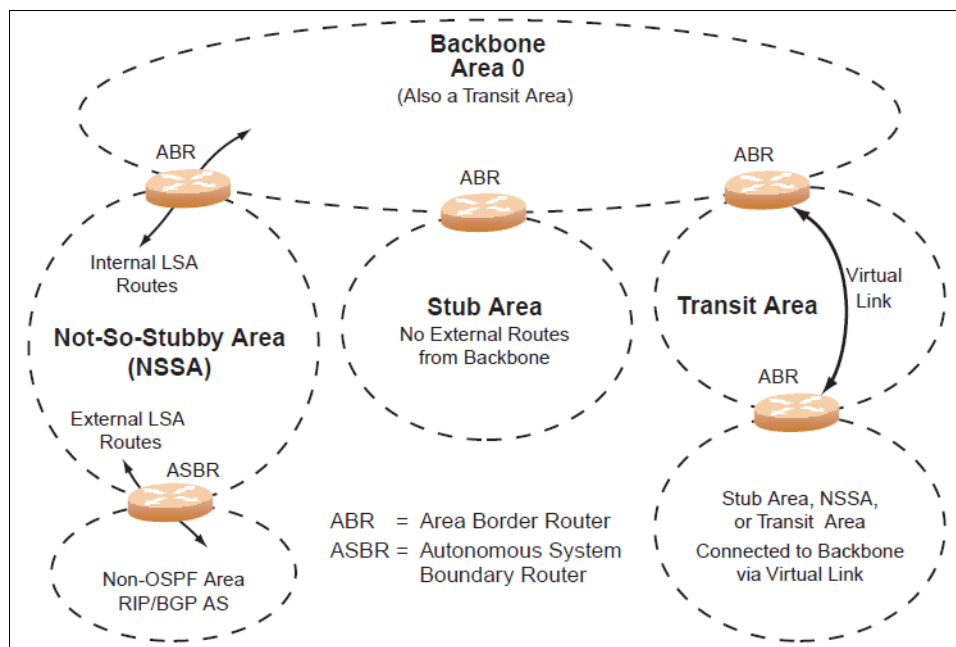 Backbone
Area 0
(Also a Transit Area)
ABR
ABR
ABR
Internal LSA
Routes
Not-So-Stubby Area
(NSSA)
External LSA
Routes
ASBR
Stub Area
No External Routes
from Backbone
Transit Area
Virtual
Link
ABR
Non-OSPF Area
RIP/BGP AS
ABR = Area Border Router
ASBR = Autonomous System
Boundary Router
Stub Area, NSSA,
or Transit Area
Connected to Backbone
via Virtual Link